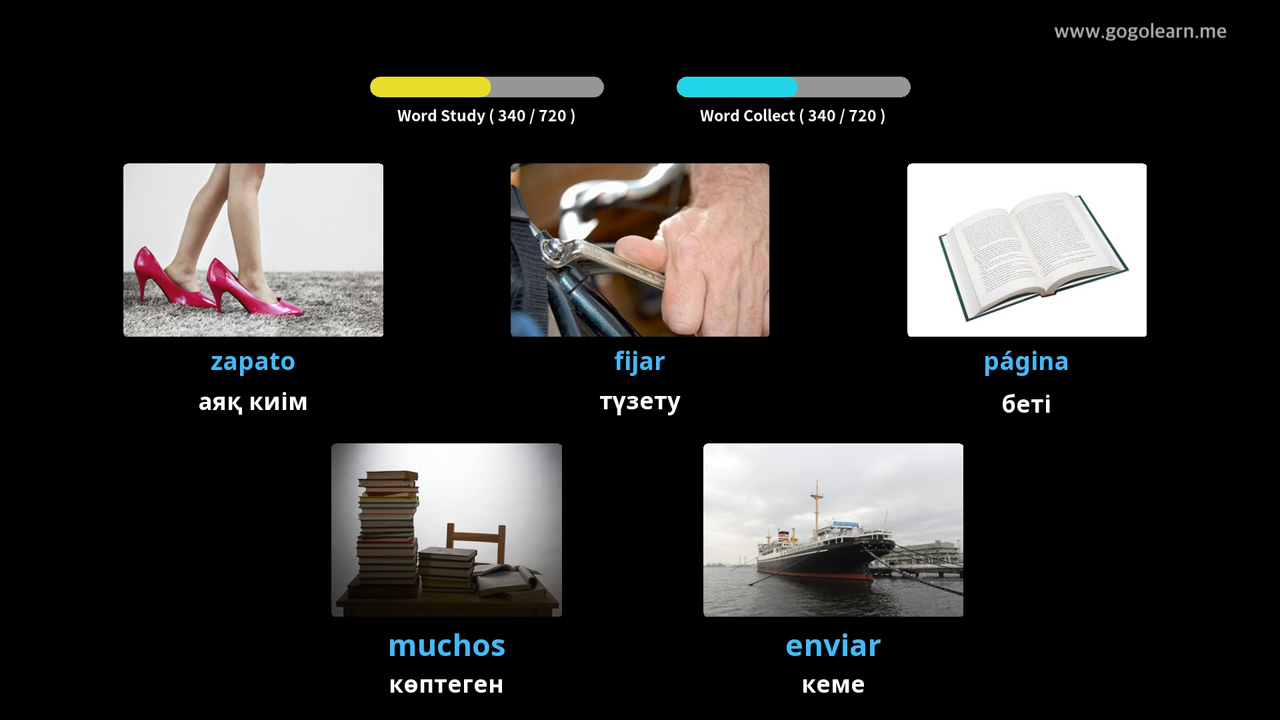 www.gogolearn.me
Word Study ( 340 / 720 )
Word Collect ( 340 / 720 )
zapato
fijar
página
аяқ киім
түзету
беті
muchos
enviar
көптеген
кеме